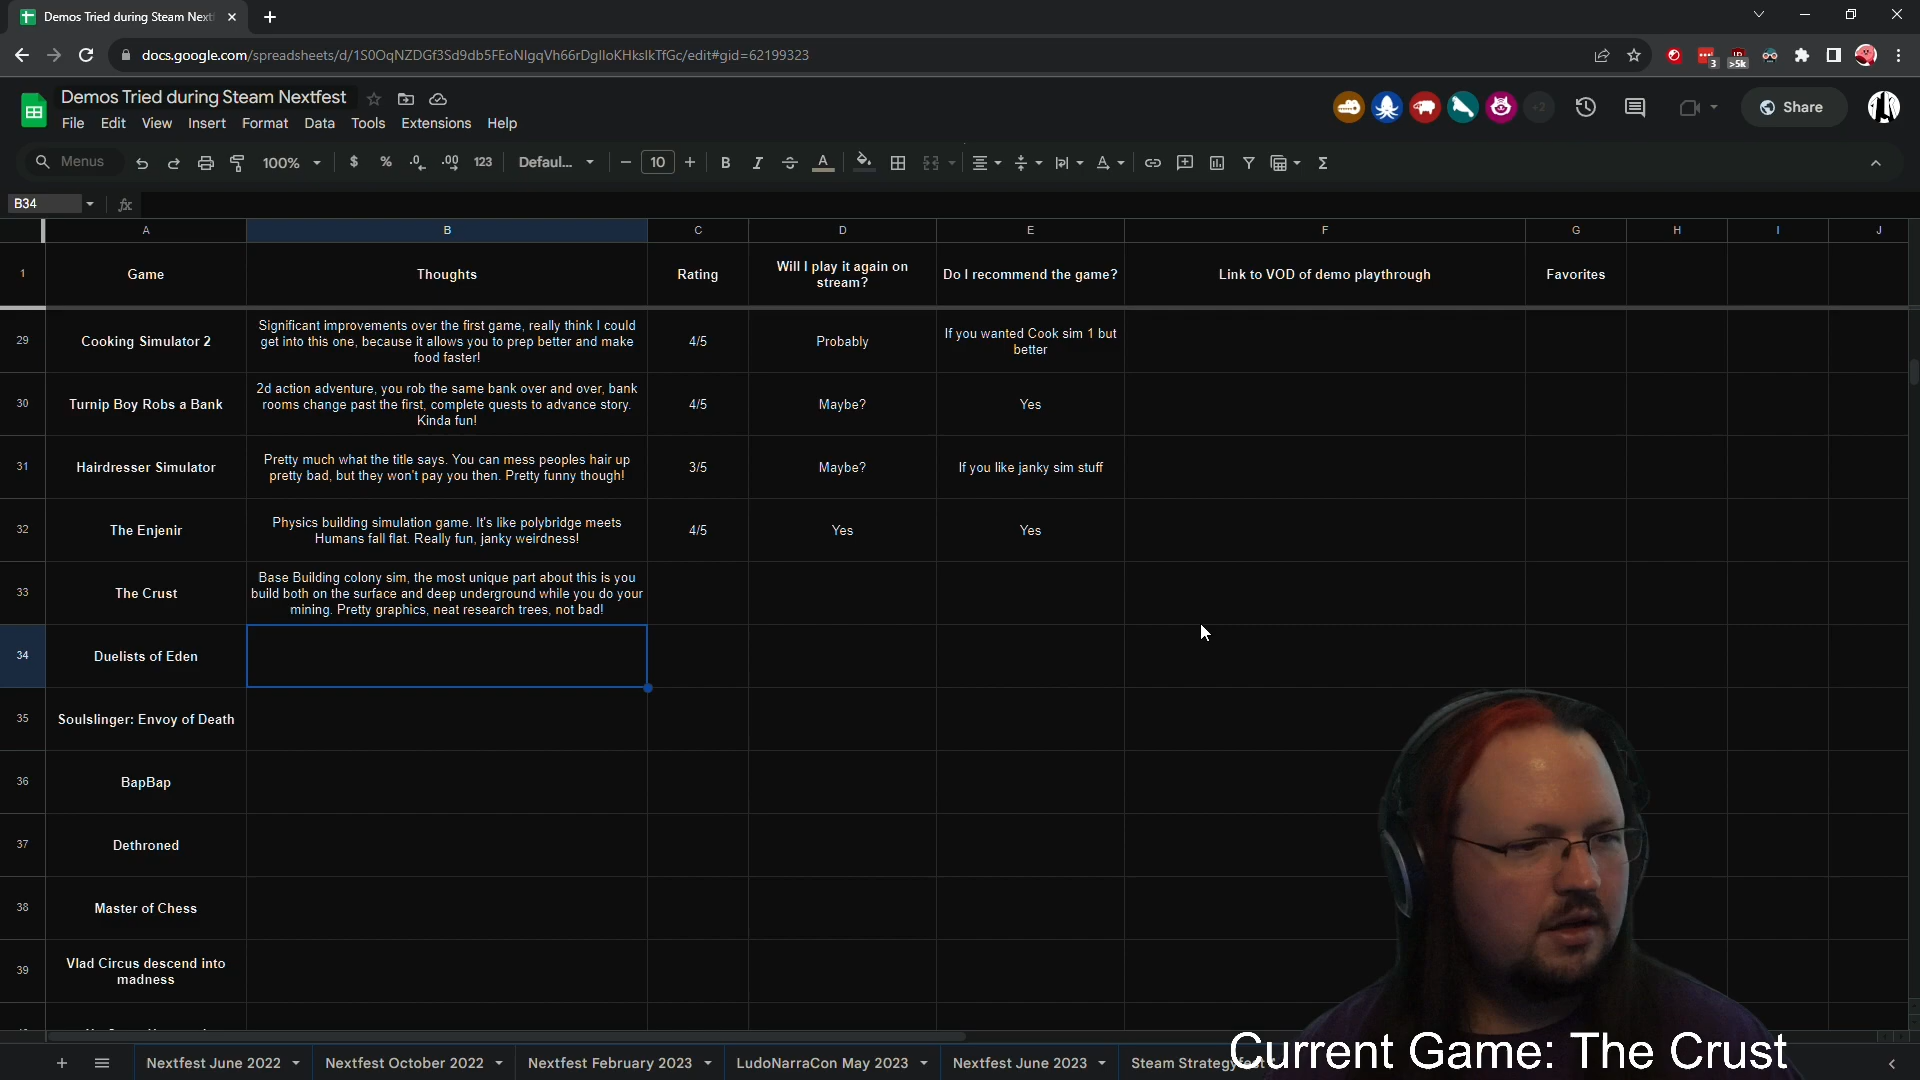 Demos Tried during Steam Nextf
docs.google.com/spreadsheets/d/1S0OqNZDGf3Sd9db5FEoNlgqVh66rDglloKHkslkTfGc/edit#gid=62199323
3
>5k
Demos Tried during Steam Nextfest
File Edit View Insert Format Data Tools Extensions Help
+2
Share
Menus
100%
$ % .0 .00 123
Defaul...
10
B34
A B C D E F G H I J
1
Game
Thoughts
Rating
Will I play it again on
stream?
Do I recommend the game?
Link to VOD of demo playthrough
Favorites
29
Cooking Simulator 2
Significant improvements over the first game, really think I could
get into this one, because it allows you to prep better and make
food faster!
4/5
Probably
If you wanted Cook sim 1 but
better
30
Turnip Boy Robs a Bank
2d action adventure, you rob the same bank over and over, bank
rooms change past the first, complete quests to advance story.
Kinda fun!
4/5
Maybe?
Yes
31
Hairdresser Simulator
Pretty much what the title says. You can mess peoples hair up
pretty bad, but they won't pay you then. Pretty funny though!
3/5
Maybe?
If you like janky sim stuff
32
The Enjenir
Physics building simulation game. It's like polybridge meets
Humans fall flat. Really fun, janky weirdness!
4/5
Yes
Yes
33
The Crust
Base Building colony sim, the most unique part about this is you
build both on the surface and deep underground while you do your
mining. Pretty graphics, neat research trees, not bad!
34
Duelists of Eden
35
Soulslinger: Envoy of Death
36
BapBap
37
Dethroned
38
Master of Chess
39
Vlad Circus descend into
madness
Nextfest June 2022
Nextfest October 2022
Nextfest February 2023
LudoNarraCon May 2023
Nextfest June 2023
Steam Strategyfest
Current Game: The Crust